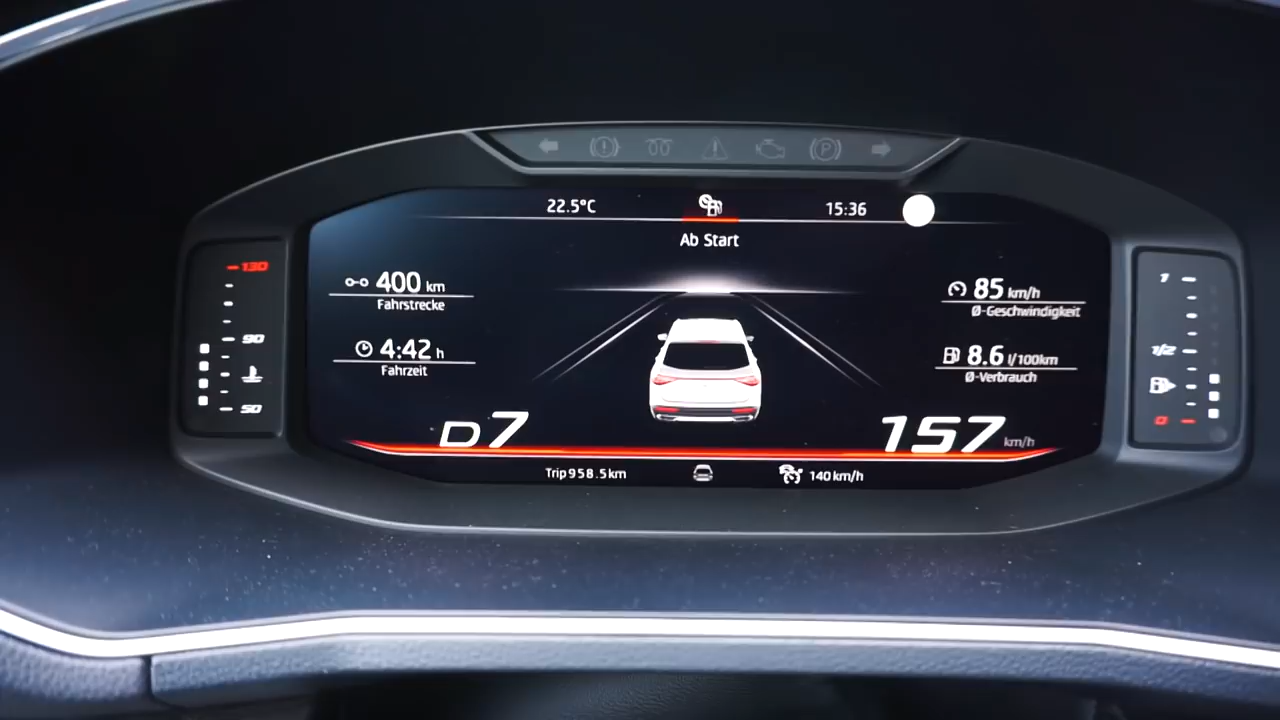 22.5°C
15:36
Ab Start
400 km
Fahrstrecke
4:42 h
Fahrzeit
85 km/h
Ø-Geschwindigkeit
8.6 l/100km
Ø-Verbrauch
D7
157 km/h
Trip 958.5 km
140 km/h
130
90
50
1
1/2
0
P